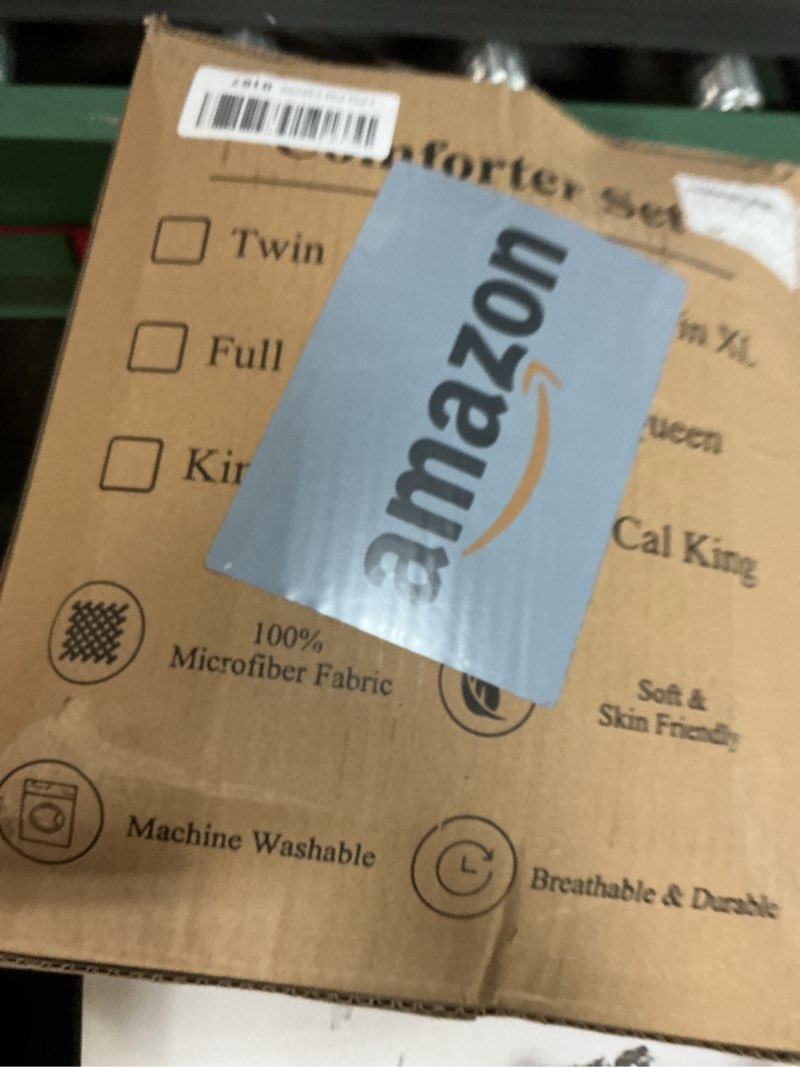 Comforter Set
Twin
in XL
Full
ueen
Kin
Cal King
amazon
100%
Microfiber Fabric
Soft &
Skin Friendly
Machine Washable
Breathable & Durable